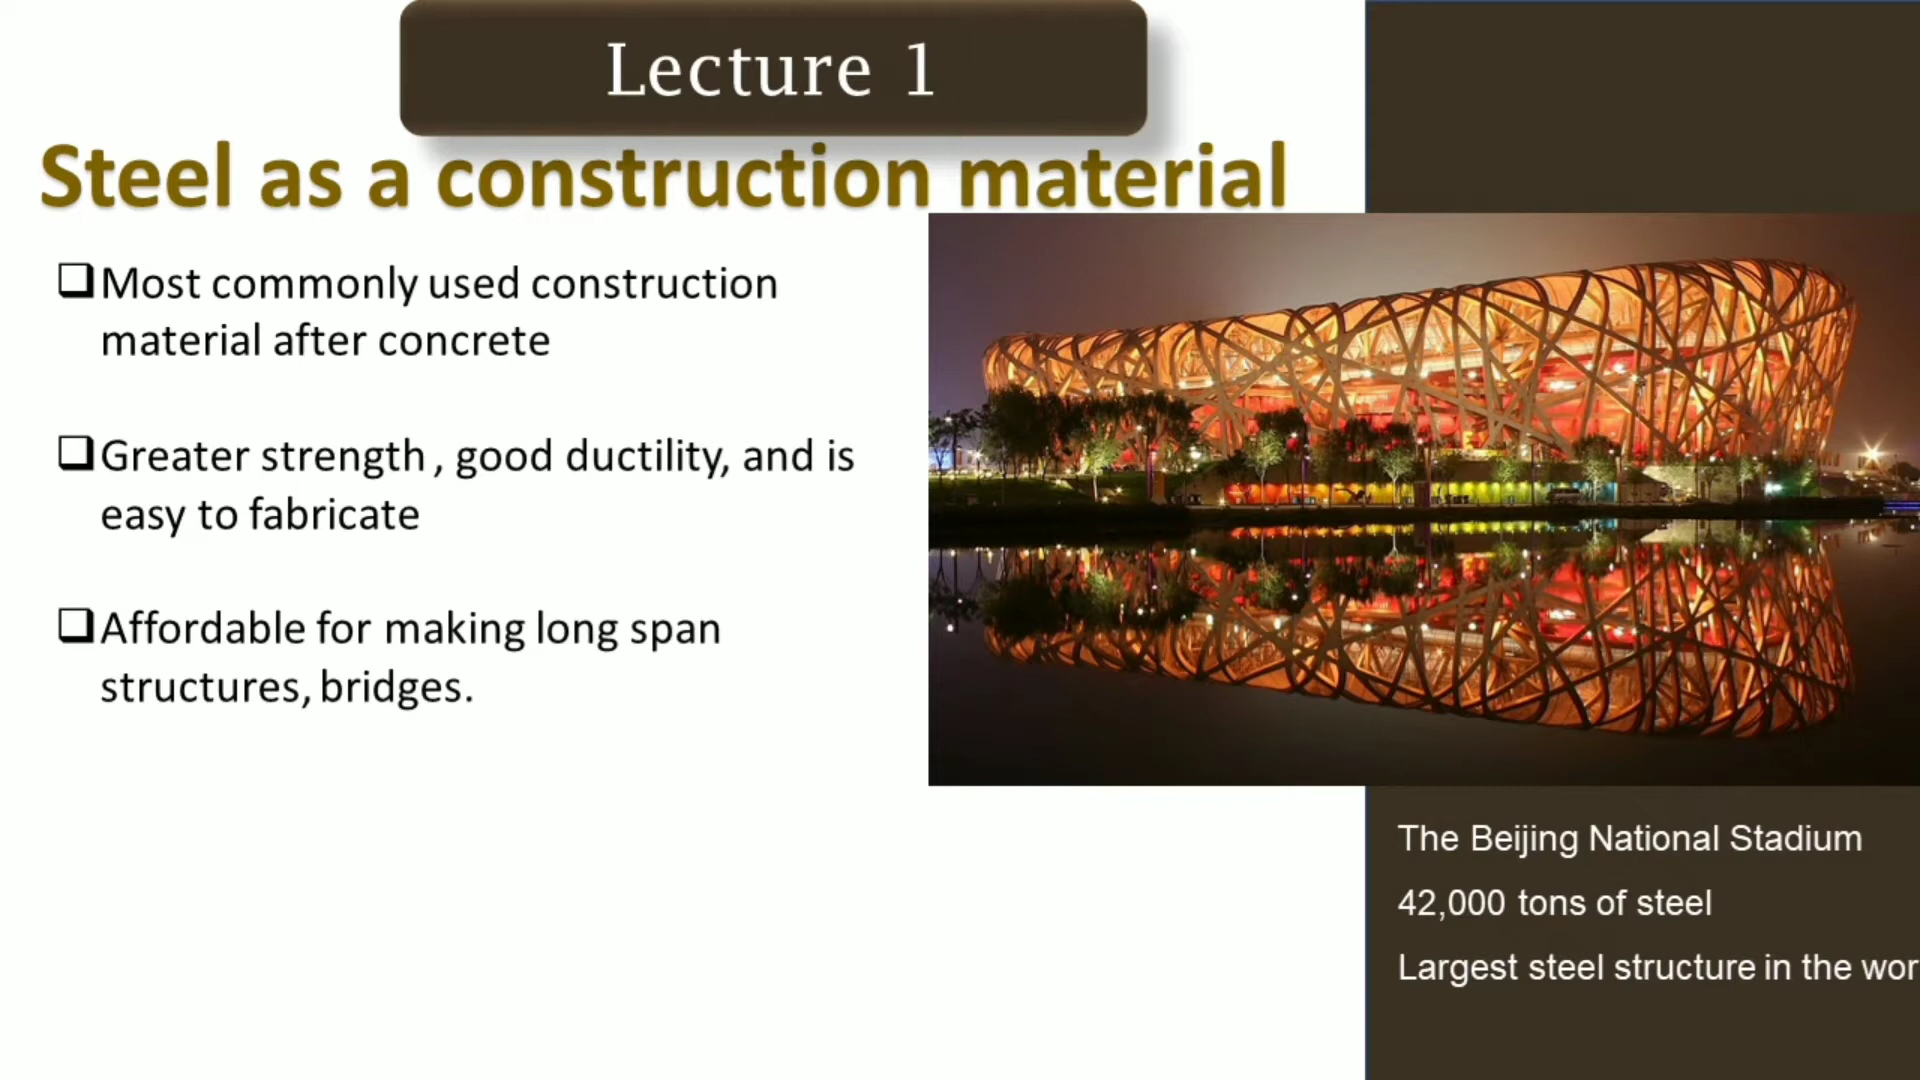 Lecture 1
Steel as a construction material
Most commonly used construction
material after concrete
Greater strength, good ductility, and is
easy to fabricate
Affordable for making long span
structures, bridges.
The Beijing National Stadium
42,000 tons of steel
Largest steel structure in the wor